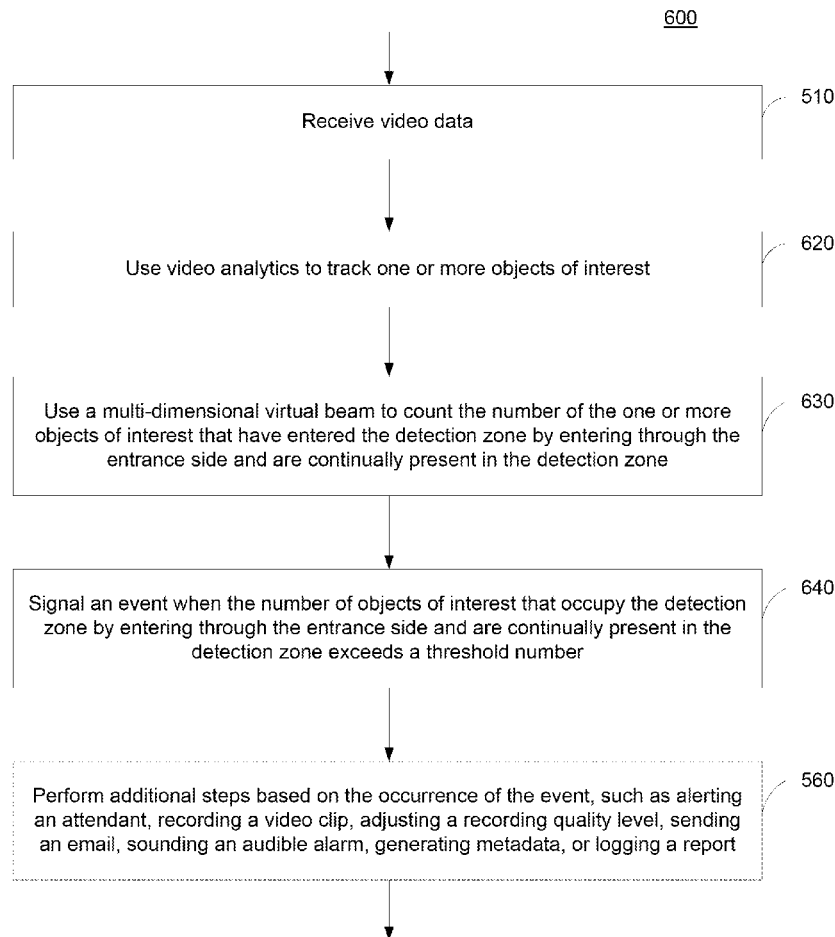 600
510
Receive video data
620
Use video analytics to track one or more objects of interest
630
Use a multi-dimensional virtual beam to count the number of the one or more
objects of interest that have entered the detection zone by entering through the
entrance side and are continually present in the detection zone
640
Signal an event when the number of objects of interest that occupy the detection
zone by entering through the entrance side and are continually present in the
detection zone exceeds a threshold number
560
Perform additional steps based on the occurrence of the event, such as alerting
an attendant, recording a video clip, adjusting a recording quality level, sending
an email, sounding an audible alarm, generating metadata, or logging a report